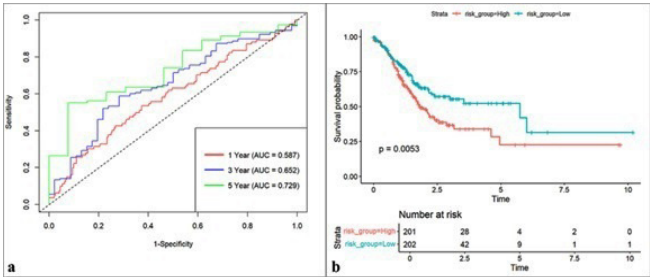 1.0
0.8
0.6
0.4
0.2
0.0
Sensitivity
0.0 0.2 0.4 0.6 0.8 1.0
1-Specificity
1 Year (AUC = 0.587)
3 Year (AUC = 0.652)
5 Year (AUC = 0.729)
a
Strata risk_group=High risk_group=Low
1.00
0.75
0.50
0.25
0.00
Survival probability
p = 0.0053
0 2.5 5 7.5 10
Time
Number at risk
Strata
risk_group=High 201 28 4 2 0
risk_group=Low 202 42 9 1 1
0 2.5 5 7.5 10
Time
b